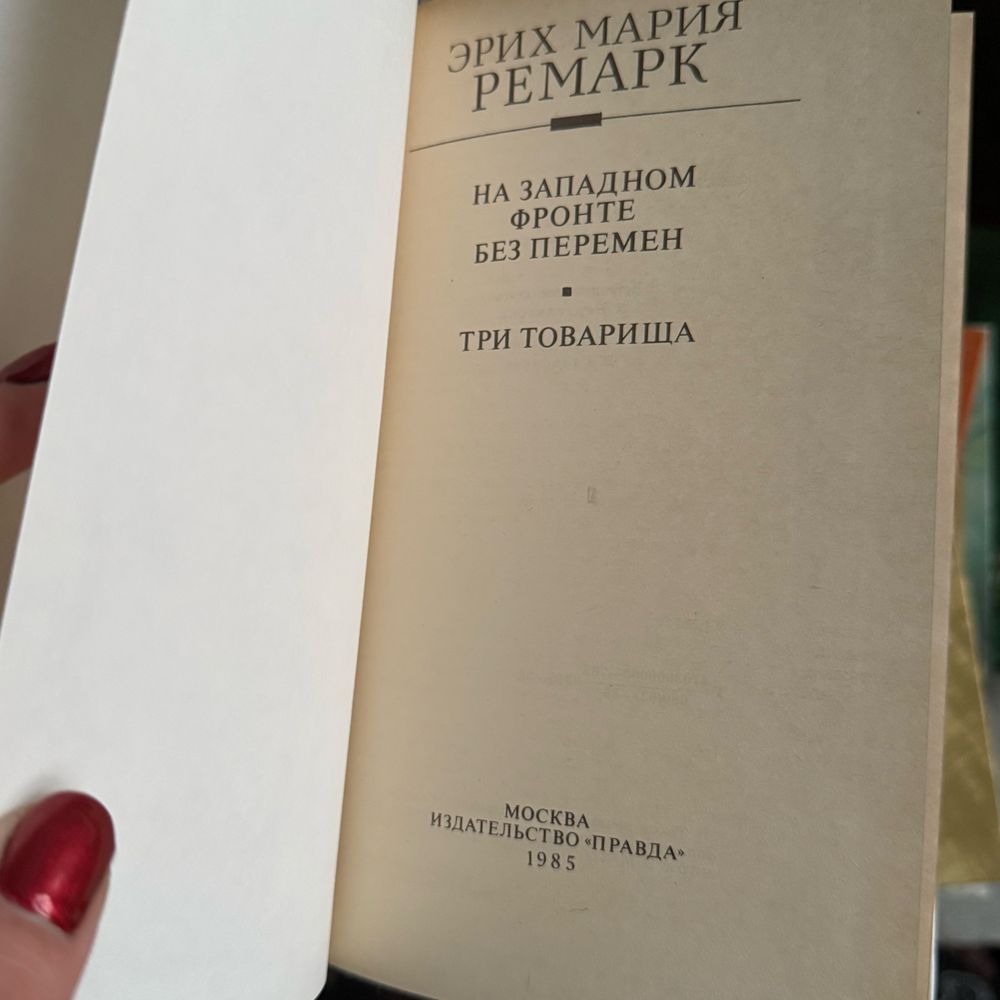 ЭРИХ МАРИЯ
РЕМАРК
НА ЗАПАДНОМ
ФРОНТЕ
БЕЗ ПЕРЕМЕН
ТРИ ТОВАРИЩА
МОСКВА
ИЗДАТЕЛЬСТВО «ПРАВДА»
1985